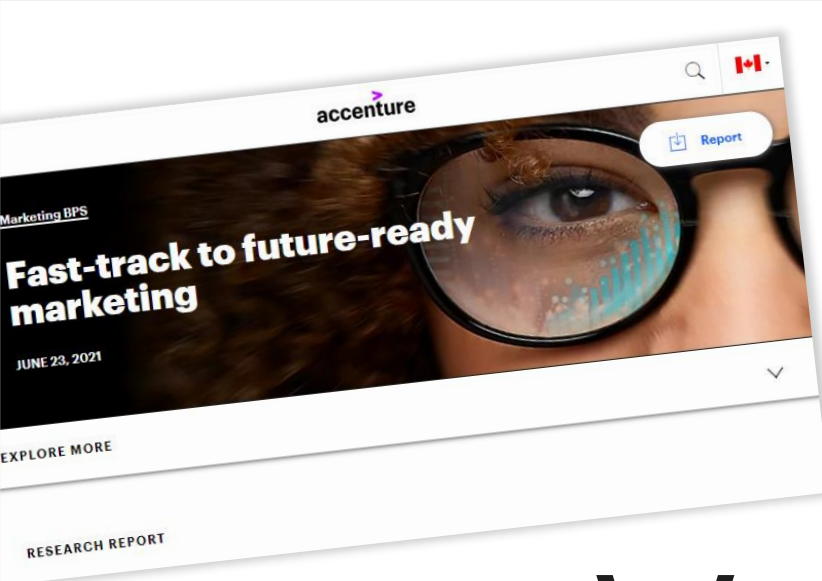 accenture
Report
Marketing BPS
Fast-track to future-ready
marketing
JUNE 23, 2021
EXPLORE MORE
RESEARCH REPORT